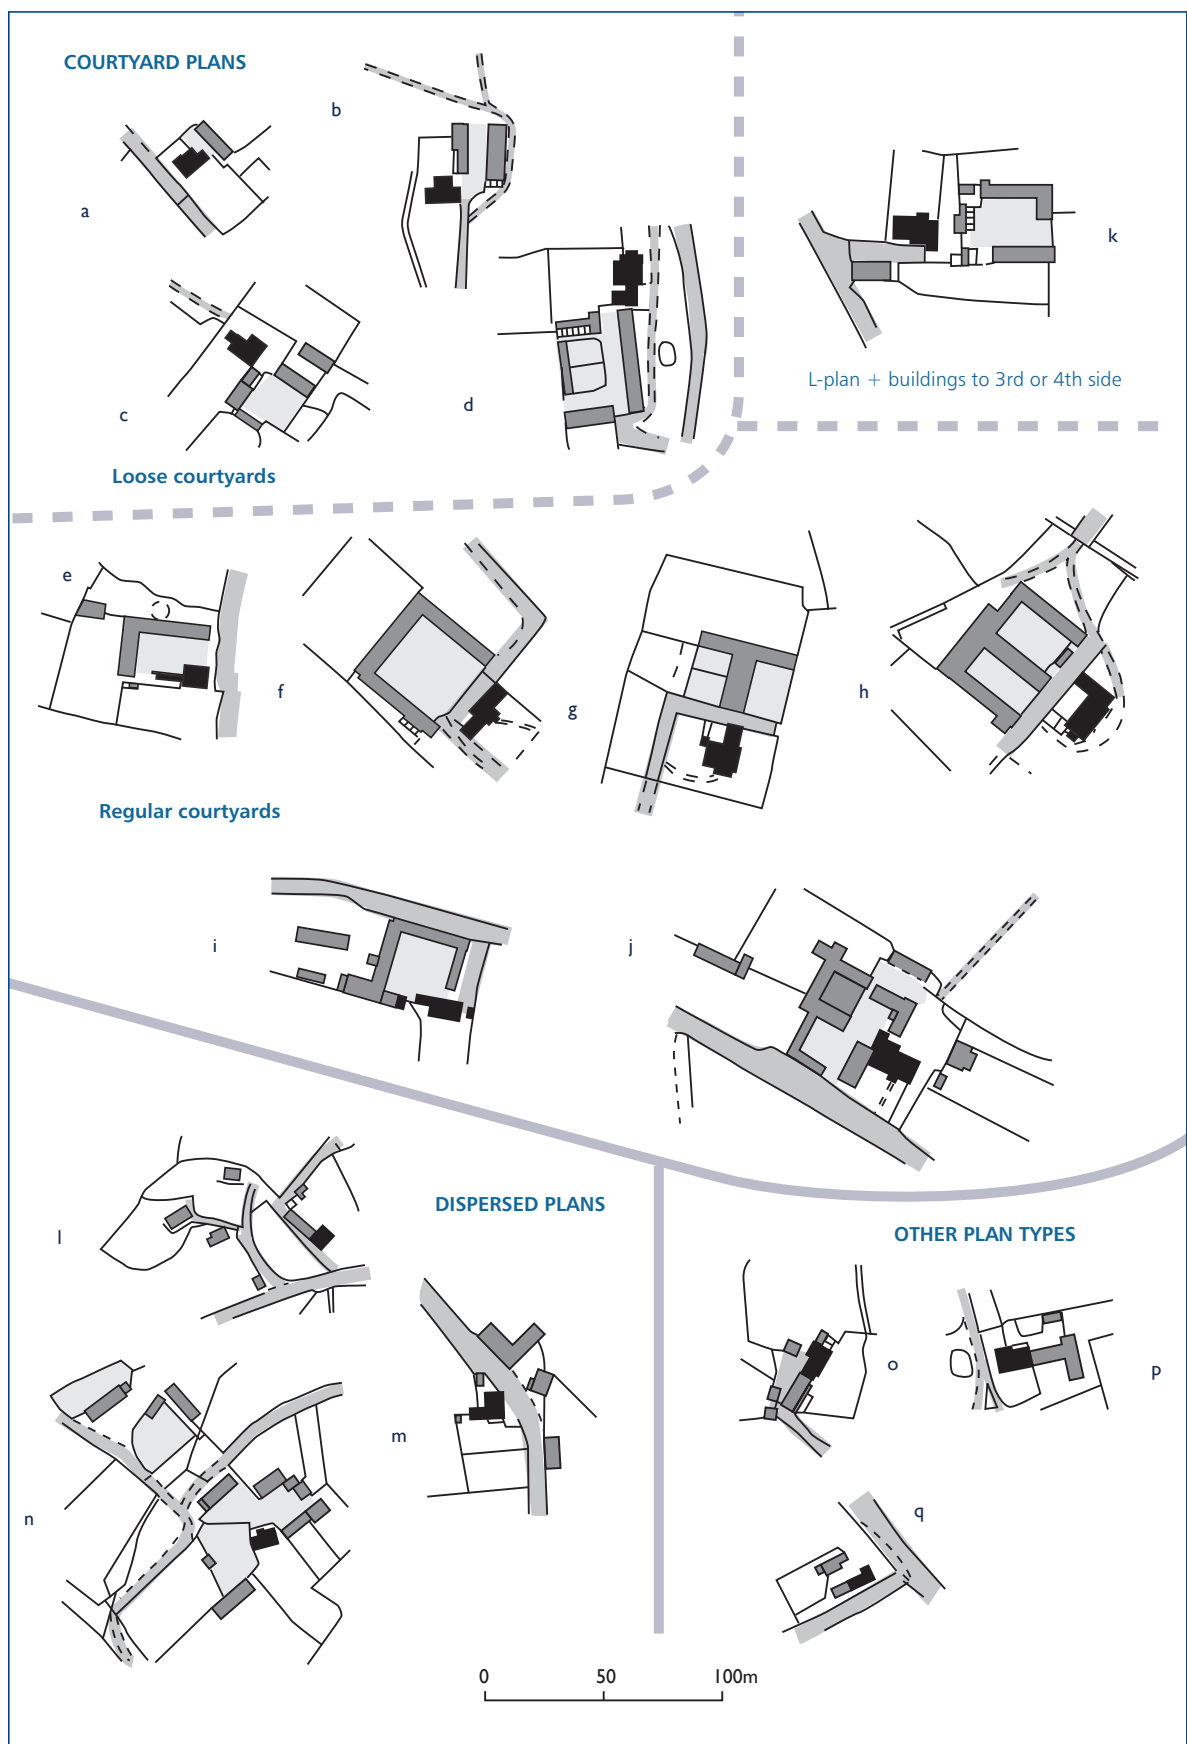 COURTYARD PLANS
a
b
c
d
k
L-plan + buildings to 3rd or 4th side
Loose courtyards
e
f
g
h
Regular courtyards
i
j
DISPERSED PLANS
l
m
n
OTHER PLAN TYPES
o
p
q
0 50 100m